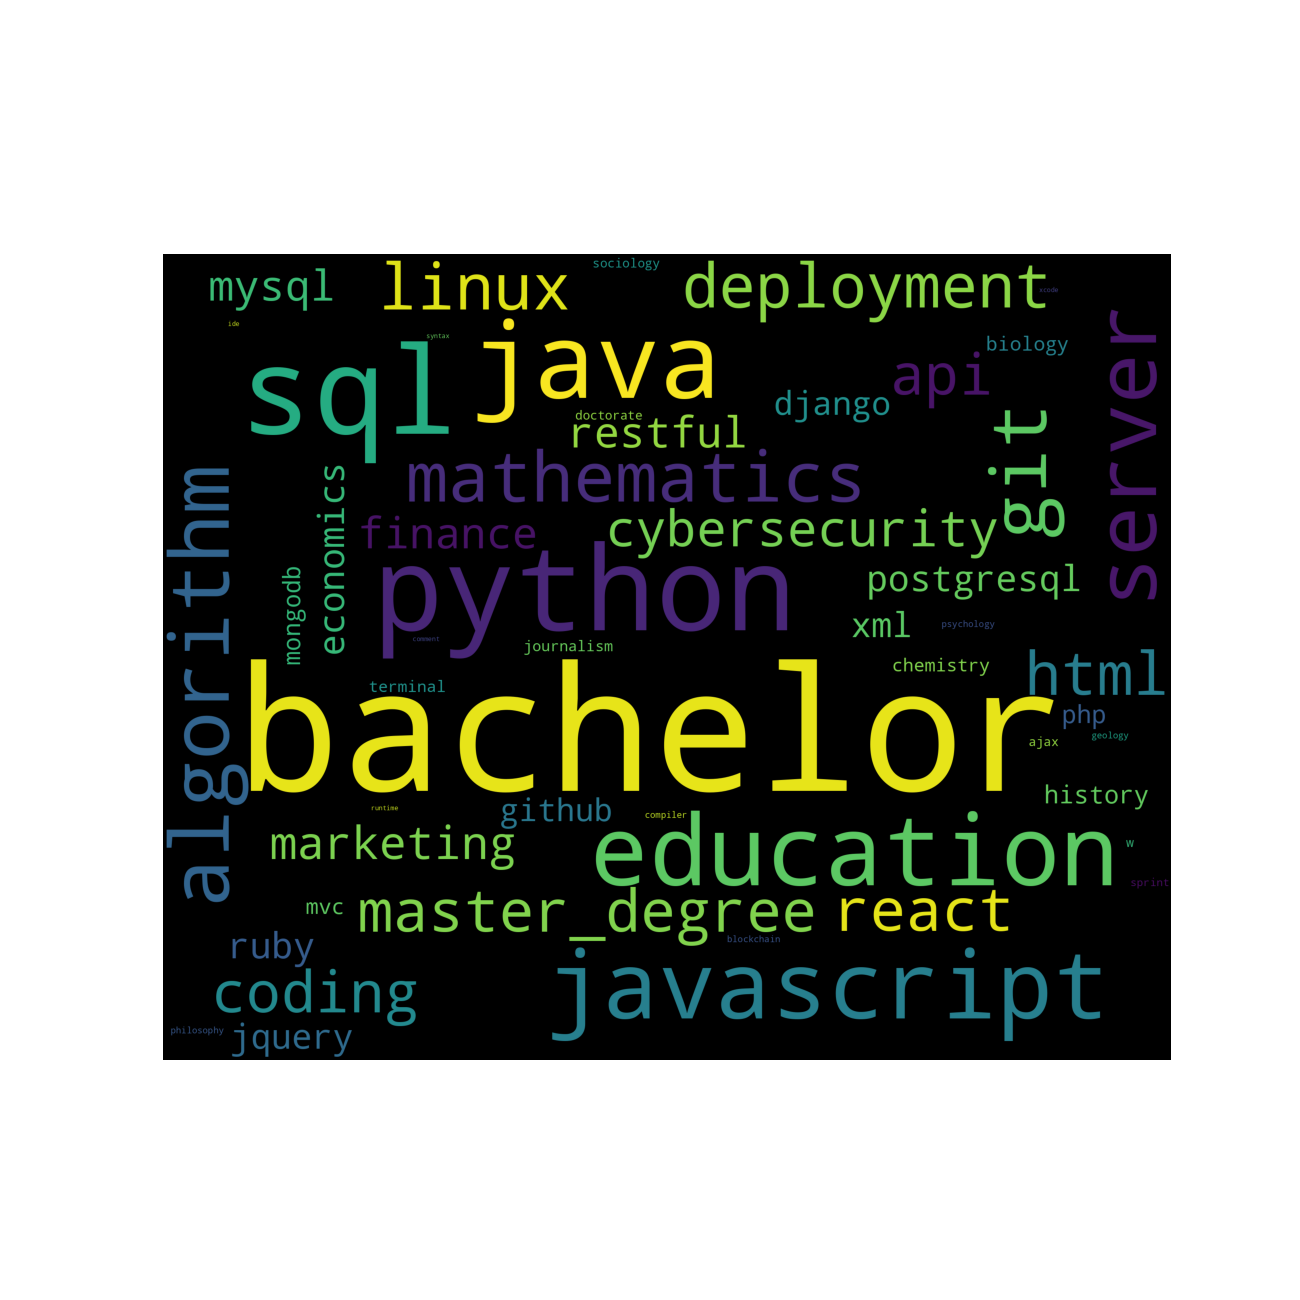 sociology
mysql
linux
deployment
xcode
ide
syntax
java
sql
server
biology
api
django
doctorate
restful
git
mathematics
algorithm
economics
finance
cybersecurity
python
postgresql
mongodb
xml
psychology
comment
journalism
chemistry
html
terminal
bachelor
php
geology
ajax
history
runtime
github
compiler
marketing
education
w
sprint
master_degree
react
mvc
blockchain
ruby
javascript
coding
philosophy
jquery